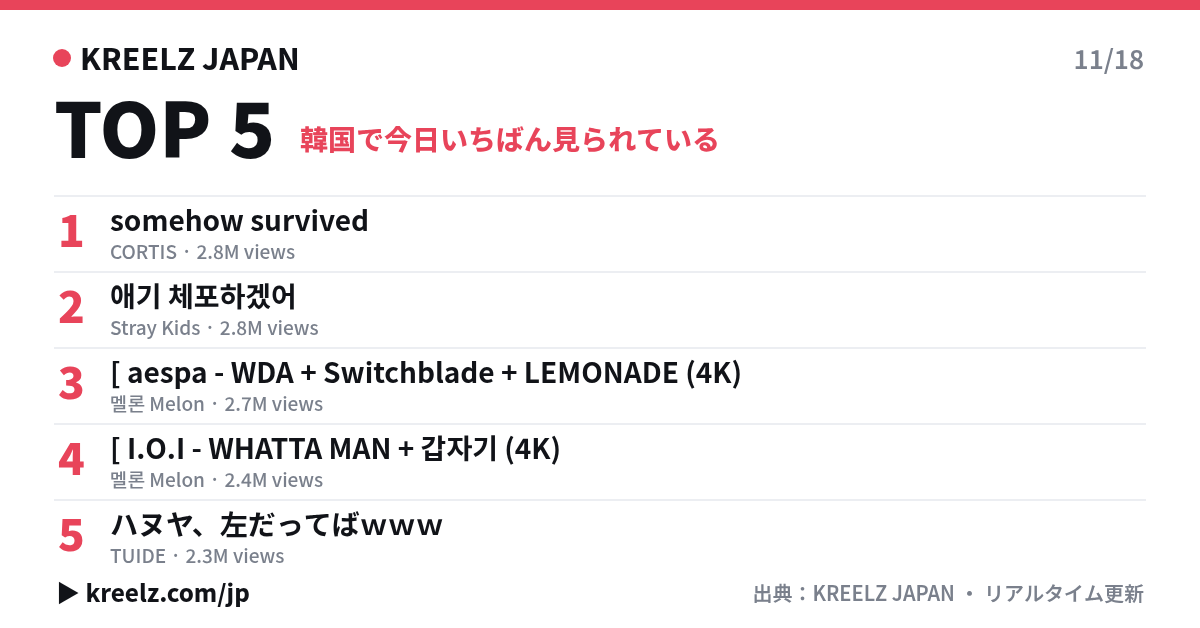 KREELZ JAPAN
11/18
TOP 5 韓国で今日いちばん見られている
1 somehow survived
CORTIS · 2.8M views
2 얘기 체포하겠어
Stray Kids · 2.8M views
3 [ aespa - WDA + Switchblade + LEMONADE (4K)
멜론 Melon · 2.7M views
4 [ I.O.I - WHATTA MAN + 갑자기 (4K)
멜론 Melon · 2.4M views
5 ハヌヤ、左だってばｗｗｗ
TUIDE · 2.3M views
▶ kreelz.com/jp
出典：KREELZ JAPAN ・ リアルタイム更新